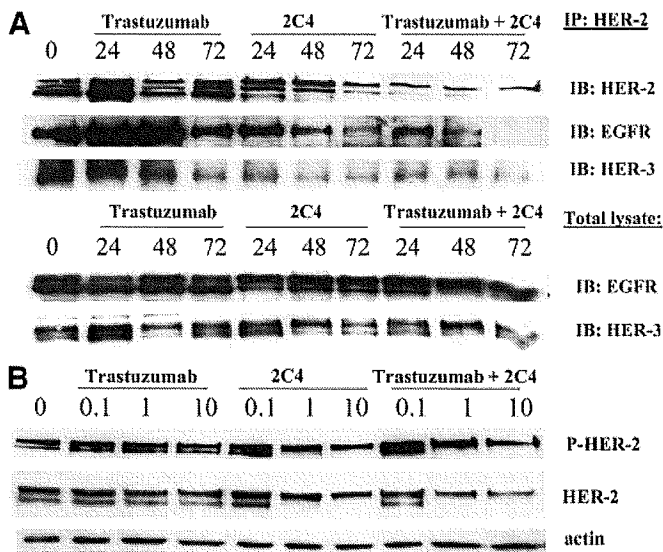 A Trastuzumab 2C4 Trastuzumab + 2C4 IP: HER-2
0 24 48 72 24 48 72 24 48 72
IB: HER-2
IB: EGFR
IB: HER-3
Trastuzumab 2C4 Trastuzumab + 2C4 Total lysate:
0 24 48 72 24 48 72 24 48 72
IB: EGFR
IB: HER-3
B Trastuzumab 2C4 Trastuzumab + 2C4
0 0.1 1 10 0.1 1 10 0.1 1 10
P-HER-2
HER-2
actin